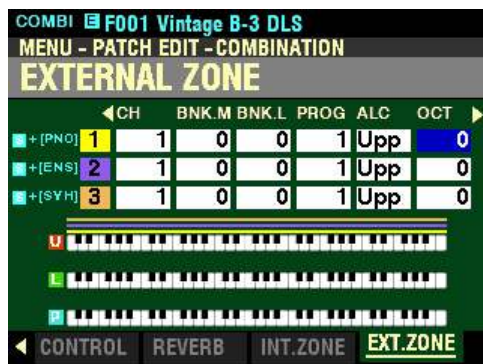 COMBI E F001 Vintage B-3 DLS
MENU - PATCH EDIT - COMBINATION
EXTERNAL ZONE
CH BNK.M BNK.L PROG ALC OCT
S +[PNO] 1 1 0 0 1 Upp 0
S +[ENS] 2 1 0 0 1 Upp 0
S +[SYH] 3 1 0 0 1 Upp 0
U
L
P
CONTROL REVERB INT.ZONE EXT.ZONE